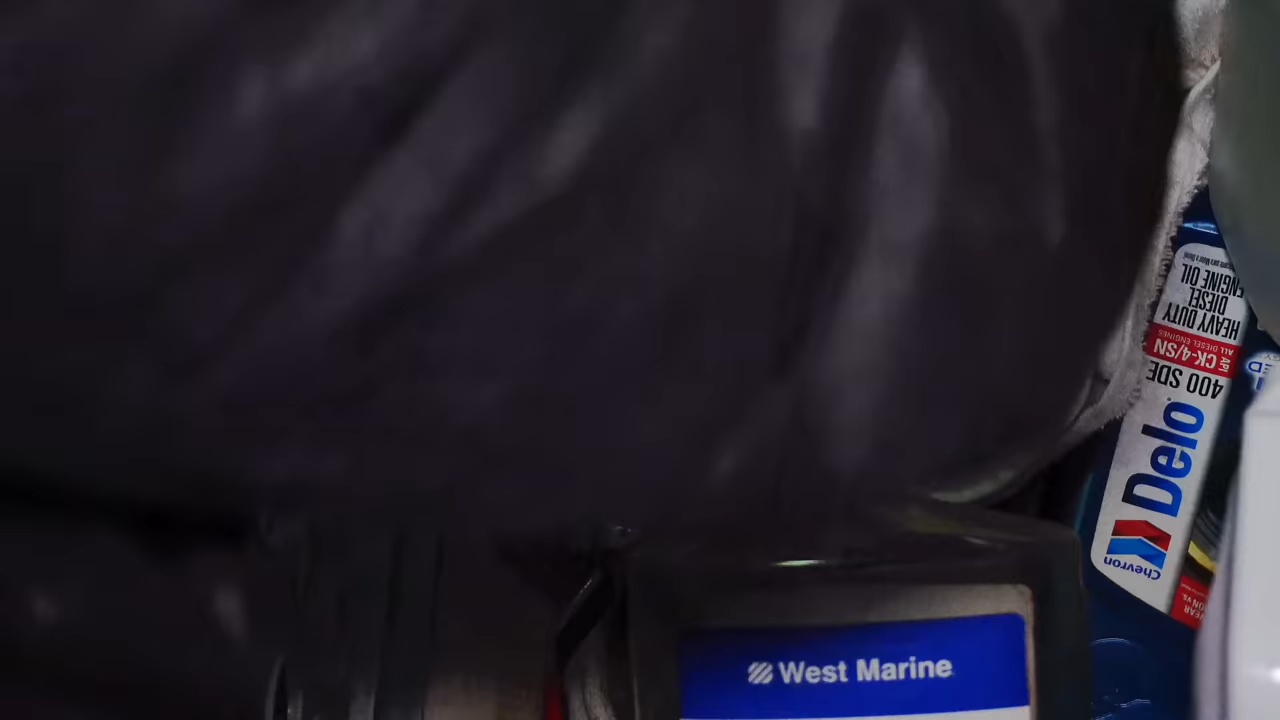 West Marine
Chevron
Delo
400 SDE
API CK-4/SN
ALL DIESEL ENGINES
HEAVY DUTY
DIESEL
ENGINE OIL